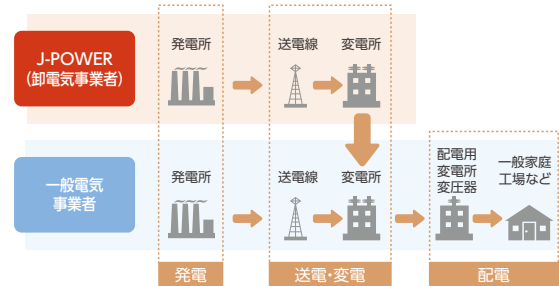 J-POWER
(卸電気事業者)
発電所
送電線
変電所
一般電気
事業者
発電所
送電線
変電所
配電用
変電所
変圧器
一般家庭
工場など
発電
送電・変電
配電